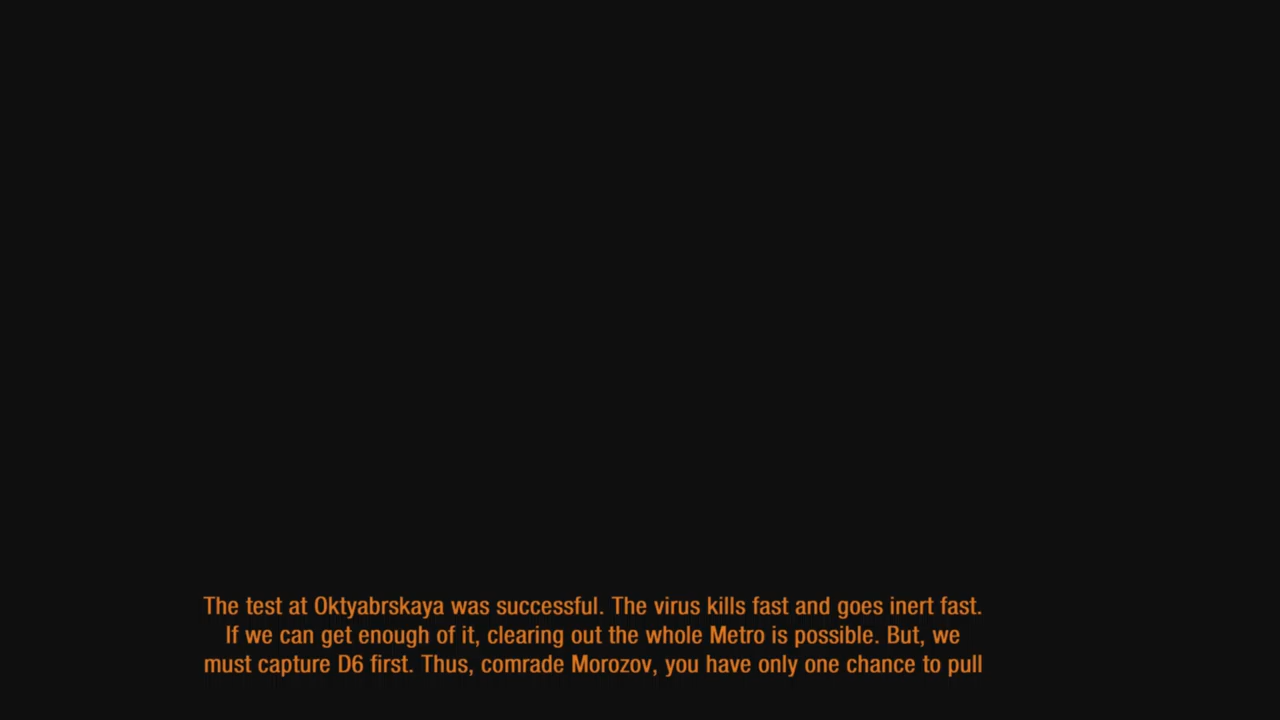 The test at Oktyabrskaya was successful. The virus kills fast and goes inert fast.
If we can get enough of it, clearing out the whole Metro is possible. But, we
must capture D6 first. Thus, comrade Morozov, you have only one chance to pull